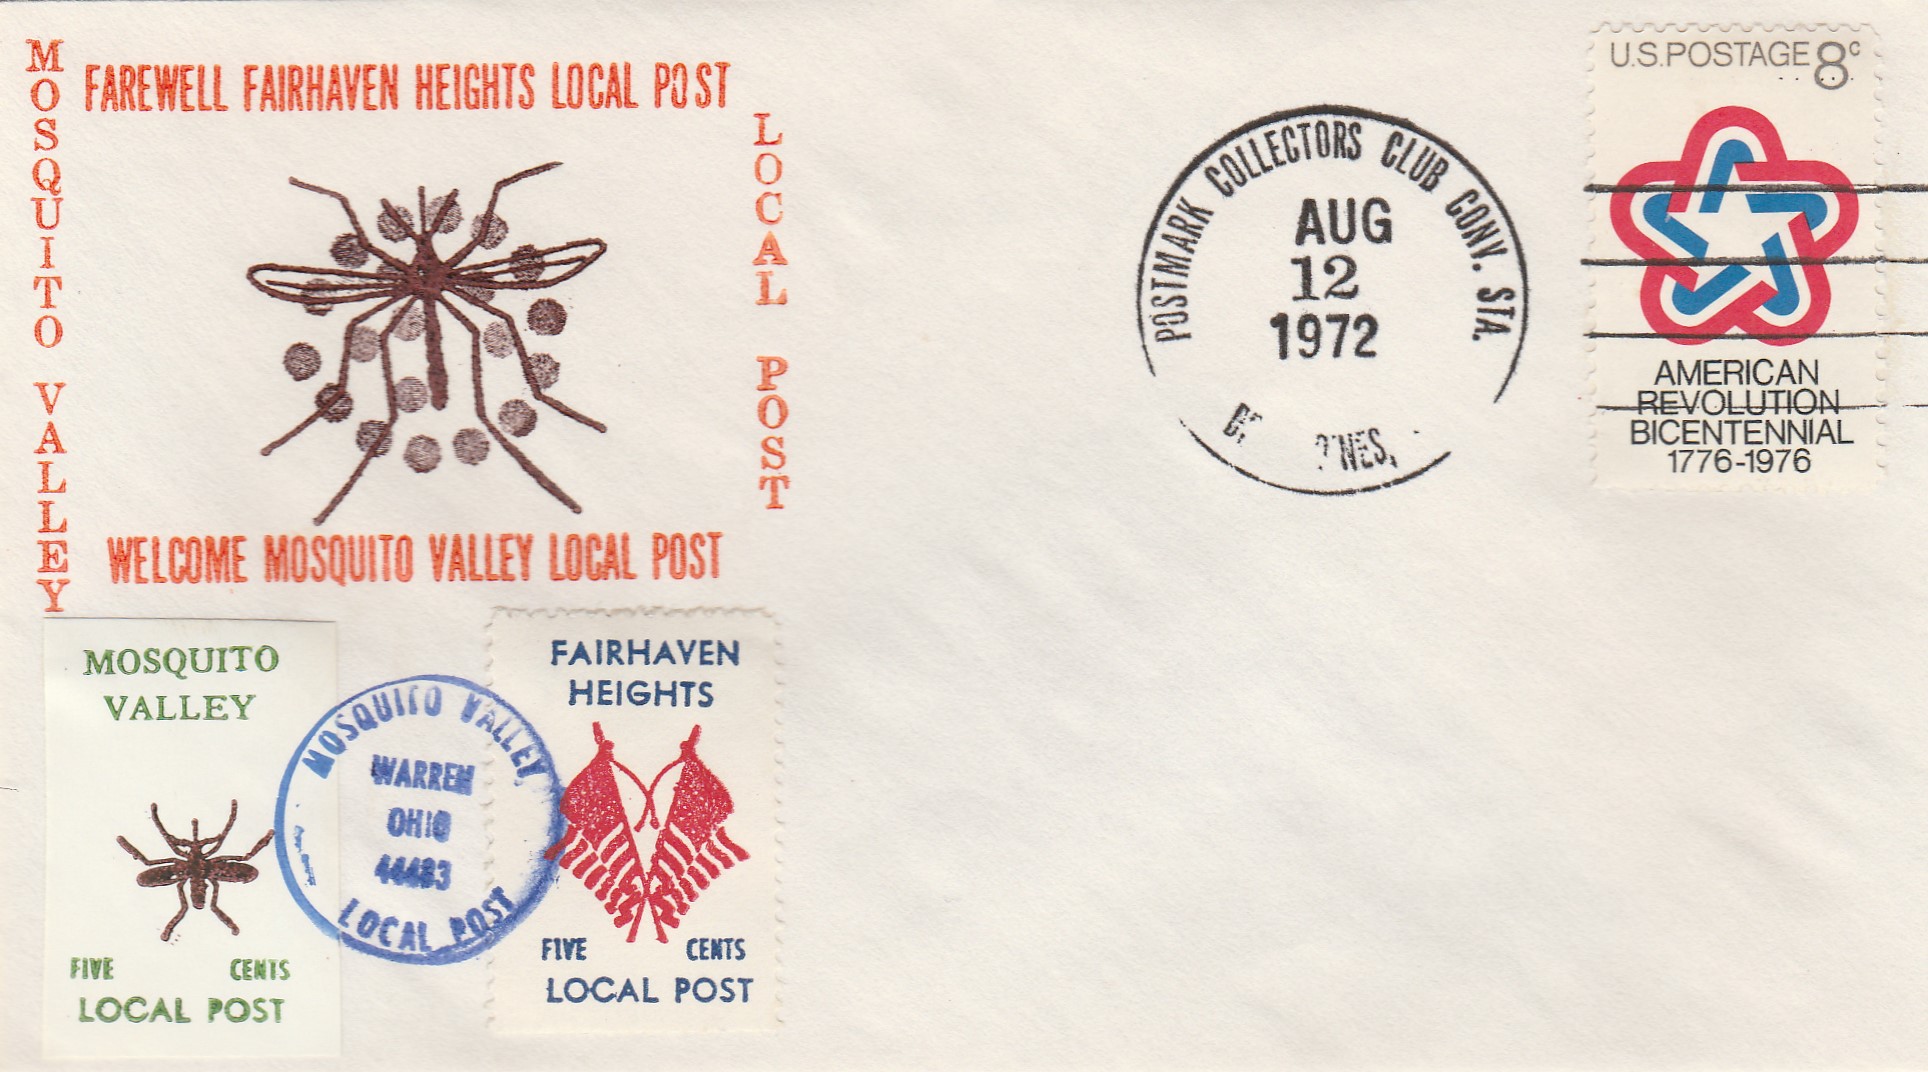 MOSQUITO VALLEY
FAREWELL FAIRHAVEN HEIGHTS LOCAL POST
LOCAL POST
WELCOME MOSQUITO VALLEY LOCAL POST
POSTMARK COLLECTORS CLUB CONV. STA.
AUG
12
1972
U.S. POSTAGE 8c
AMERICAN
REVOLUTION
BICENTENNIAL
1776-1976
MOSQUITO
VALLEY
FIVE CENTS
LOCAL POST
MOSQUITO VALLEY
WARREN
OHIO
44483
LOCAL POST
FAIRHAVEN
HEIGHTS
FIVE CENTS
LOCAL POST